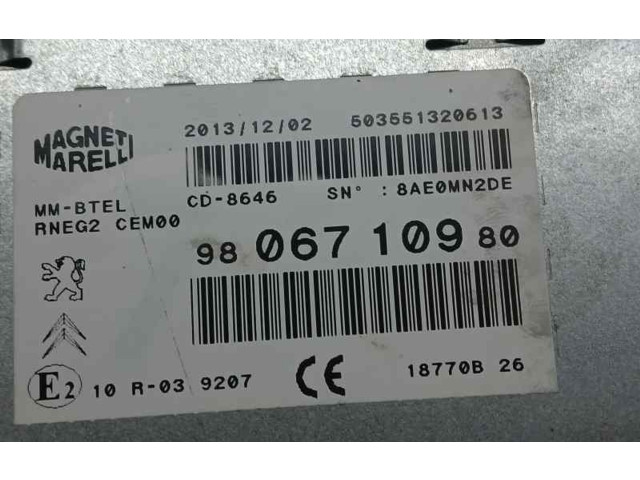 MAGNETI
MARELLI
2013/12/02 503551320613
CD-8646 SN° : 8AE0MN2DE
MM-BTEL
RNEG2 CEM00
98 067 109 80
E2 10 R-03 9207 CE 18770B 26